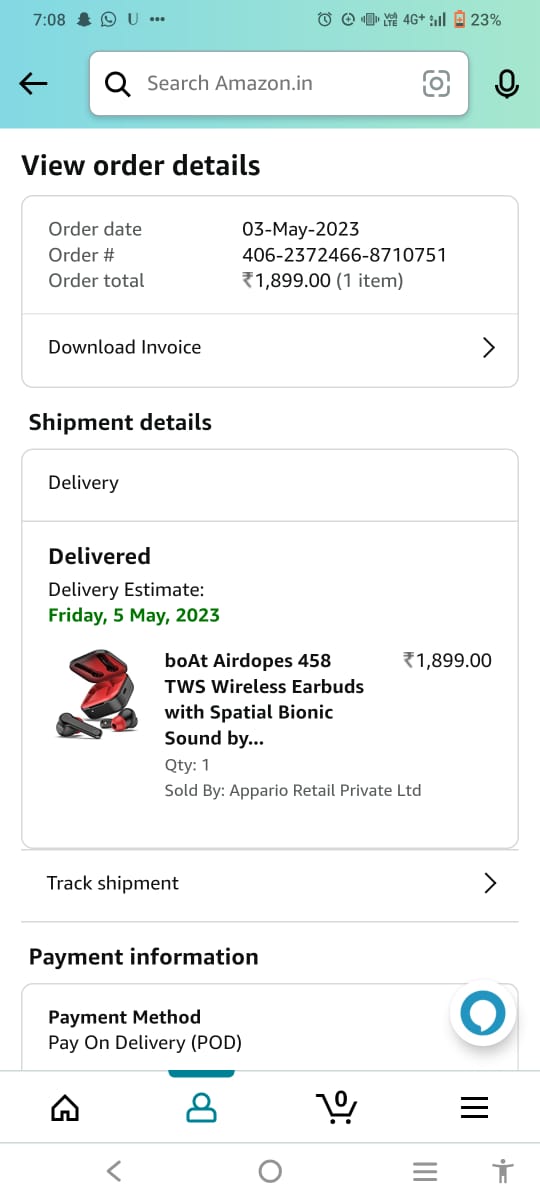 7:08 U ••• VoLTE 4G+ 23%
Search Amazon.in
View order details
Order date 03-May-2023
Order # 406-2372466-8710751
Order total ₹1,899.00 (1 item)
Download Invoice
Shipment details
Delivery
Delivered
Delivery Estimate:
Friday, 5 May, 2023
boAt Airdopes 458 ₹1,899.00
TWS Wireless Earbuds
with Spatial Bionic
Sound by...
Qty: 1
Sold By: Appario Retail Private Ltd
Track shipment
Payment information
Payment Method
Pay On Delivery (POD)
0